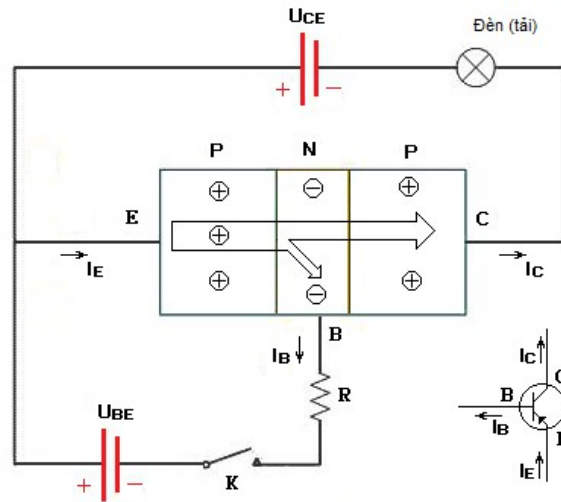 UCE
Đèn (tải)
+ −
P N P
E C
IE IC
B
IB
R
UBE
+ −
K
IC
C
B
IB
E
IE